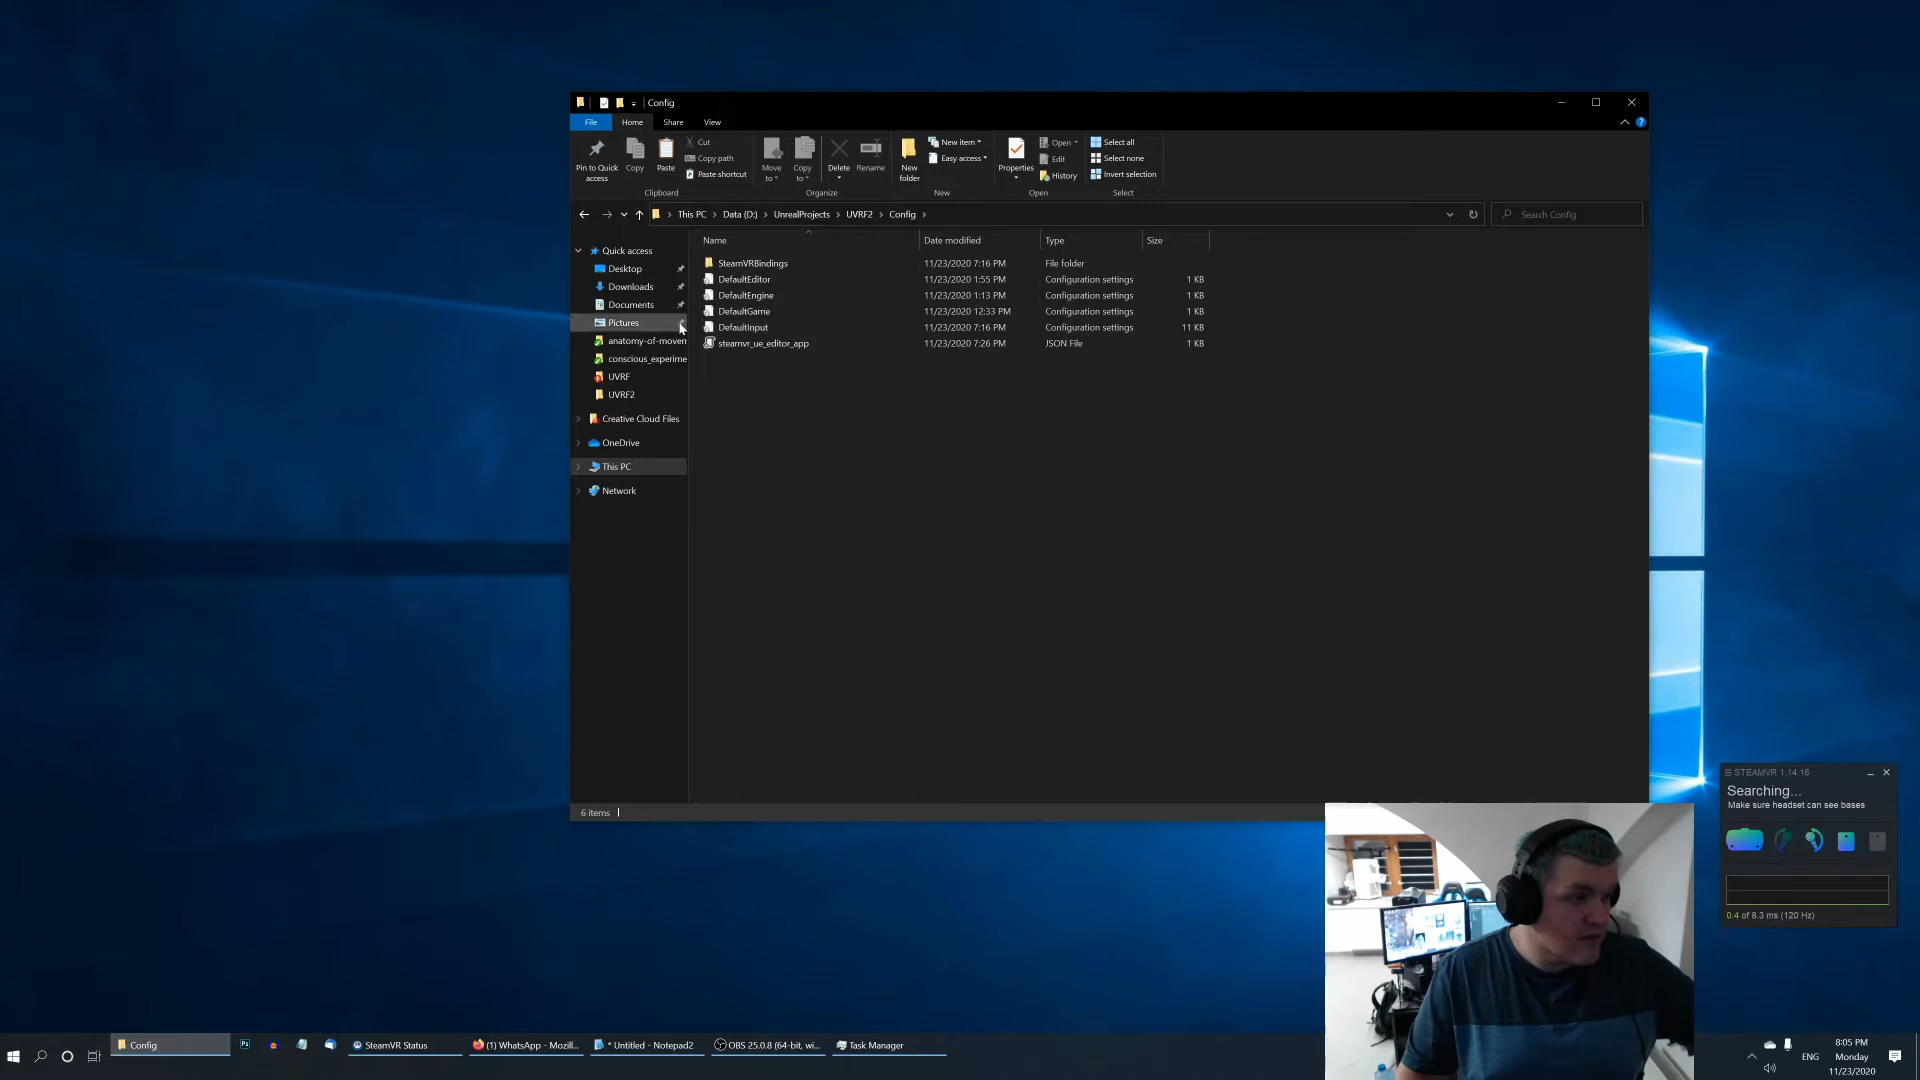 Config
File
Home
Share
View
Pin to Quick
access
Copy
Paste
Cut
Copy path
Paste shortcut
Clipboard
Move
to
Copy
to
Delete
Rename
Organize
New
folder
New item
Easy access
New
Properties
Open
Edit
History
Open
Select all
Select none
Invert selection
Select
This PC > Data (D:) > UnrealProjects > UVRF2 > Config >
Search Config
Name
Date modified
Type
Size
SteamVRBindings 11/23/2020 7:16 PM File folder
DefaultEditor 11/23/2020 1:55 PM Configuration settings 1 KB
DefaultEngine 11/23/2020 1:13 PM Configuration settings 1 KB
DefaultGame 11/23/2020 12:33 PM Configuration settings 1 KB
DefaultInput 11/23/2020 7:16 PM Configuration settings 11 KB
steamvr_ue_editor_app 11/23/2020 7:26 PM JSON File 1 KB
Quick access
Desktop
Downloads
Documents
Pictures
anatomy-of-movem
conscious_experime
UVRF
UVRF2
Creative Cloud Files
OneDrive
This PC
Network
6 items
STEAMVR 1.14.16
Searching...
Make sure headset can see bases
0.4 of 8.3 ms (120 Hz)
Config
Ps
SteamVR Status
(1) WhatsApp - Mozill...
* Untitled - Notepad2
OBS 25.0.8 (64-bit, wi...
Task Manager
ENG
8:05 PM
Monday
11/23/2020